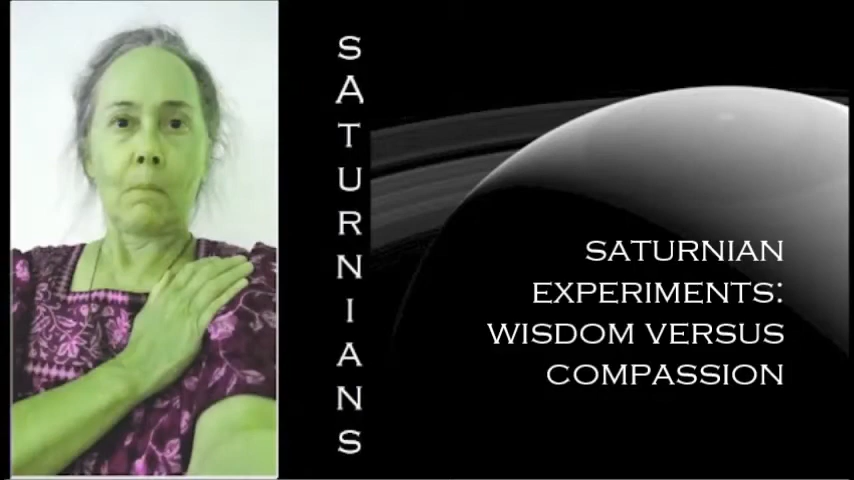 SATURNIANS
SATURNIAN
EXPERIMENTS:
WISDOM VERSUS
COMPASSION